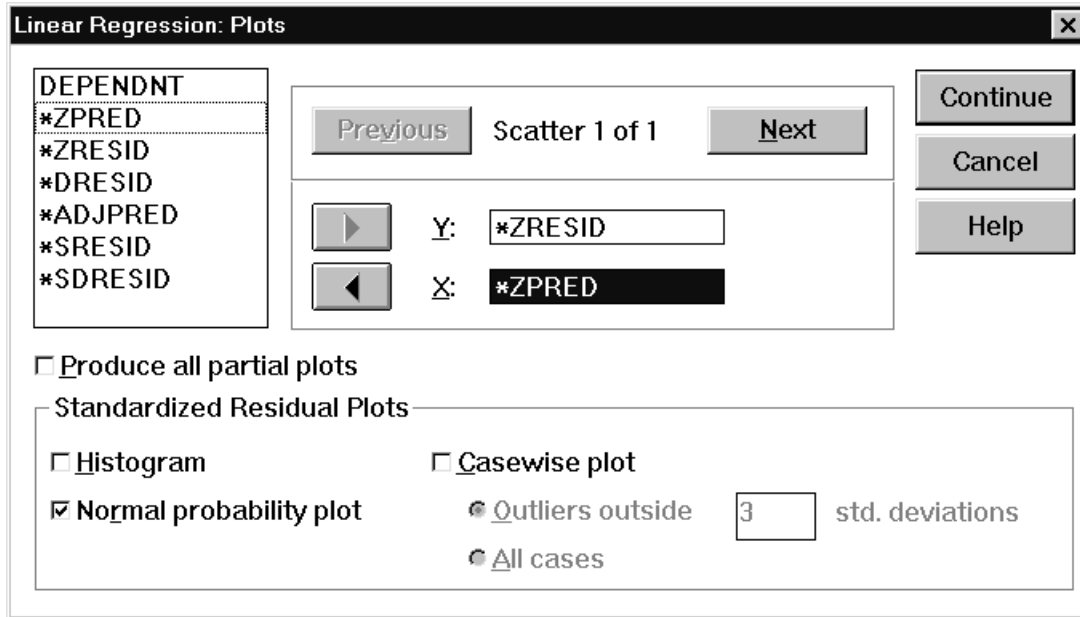 Linear Regression: Plots
DEPENDNT
*ZPRED
*ZRESID
*DRESID
*ADJPRED
*SRESID
*SDRESID
Previous
Scatter 1 of 1
Next
Y:
*ZRESID
X:
*ZPRED
Continue
Cancel
Help
Produce all partial plots
Standardized Residual Plots
Histogram
Normal probability plot
Casewise plot
Outliers outside
3
std. deviations
All cases